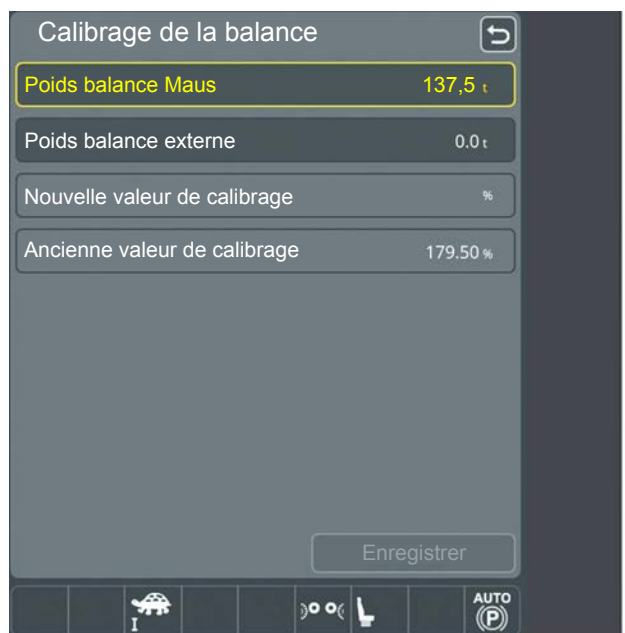 Calibrage de la balance
Poids balance Maus 137,5 t
Poids balance externe 0.0 t
Nouvelle valeur de calibrage %
Ancienne valeur de calibrage 179.50 %
Enregistrer
I
AUTO
(P)